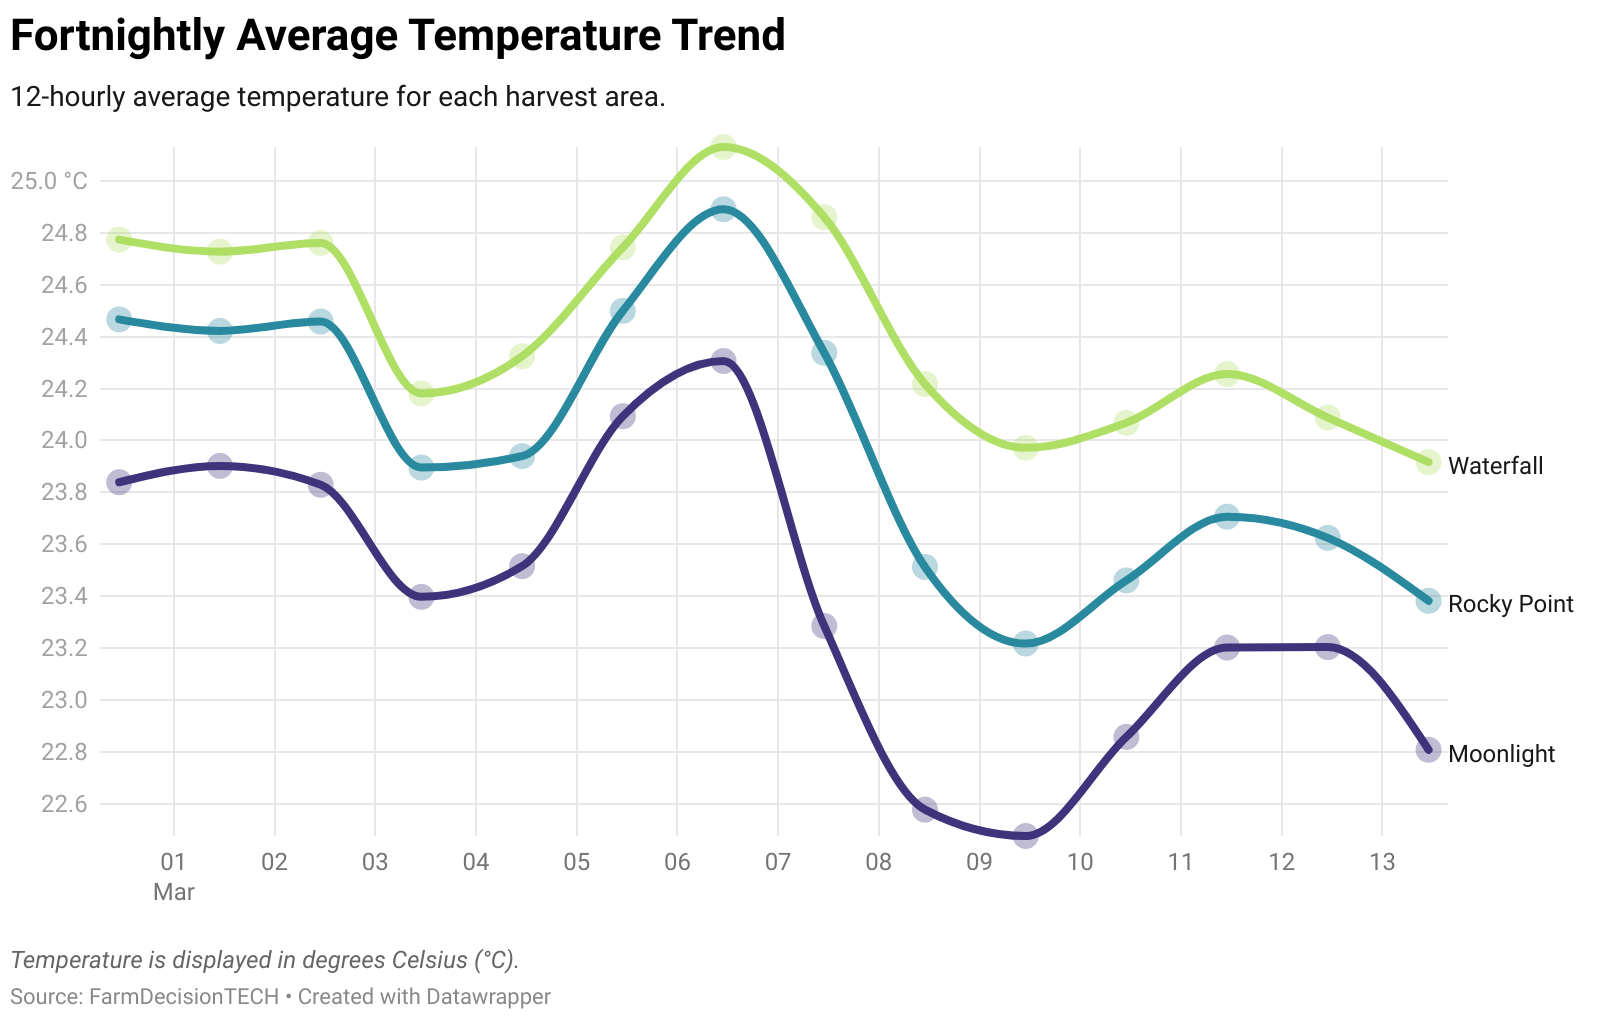 Fortnightly Average Temperature Trend
12-hourly average temperature for each harvest area.
25.0 °C
24.8
24.6
24.4
24.2
24.0
23.8
23.6
23.4
23.2
23.0
22.8
22.6
Waterfall
Rocky Point
Moonlight
01 02 03 04 05 06 07 08 09 10 11 12 13
Mar
Temperature is displayed in degrees Celsius (°C).
Source: FarmDecisionTECH • Created with Datawrapper